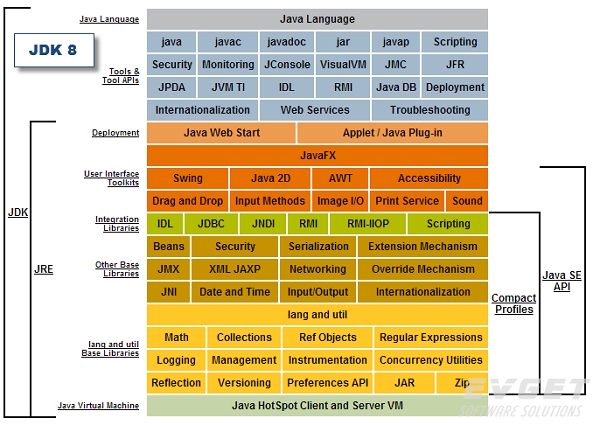 Java Language Java Language
JDK 8
java javac javadoc jar javap Scripting
Security Monitoring JConsole VisualVM JMC JFR
Tools & Tool APIs
JPDA JVM TI IDL RMI Java DB Deployment
Internationalization Web Services Troubleshooting
Deployment Java Web Start Applet / Java Plug-in
JavaFX
User Interface Toolkits
Swing Java 2D AWT Accessibility
Drag and Drop Input Methods Image I/O Print Service Sound
Integration Libraries
IDL JDBC JNDI RMI RMI-IIOP Scripting
Beans Security Serialization Extension Mechanism
Other Base Libraries
JMX XML JAXP Networking Override Mechanism
JNI Date and Time Input/Output Internationalization
lang and util
lang and util Base Libraries
Math Collections Ref Objects Regular Expressions
Logging Management Instrumentation Concurrency Utilities
Reflection Versioning Preferences API JAR Zip
Java Virtual Machine Java HotSpot Client and Server VM
JDK
JRE
Compact Profiles
Java SE API
EVGET
SOFTWARE SOLUTIONS